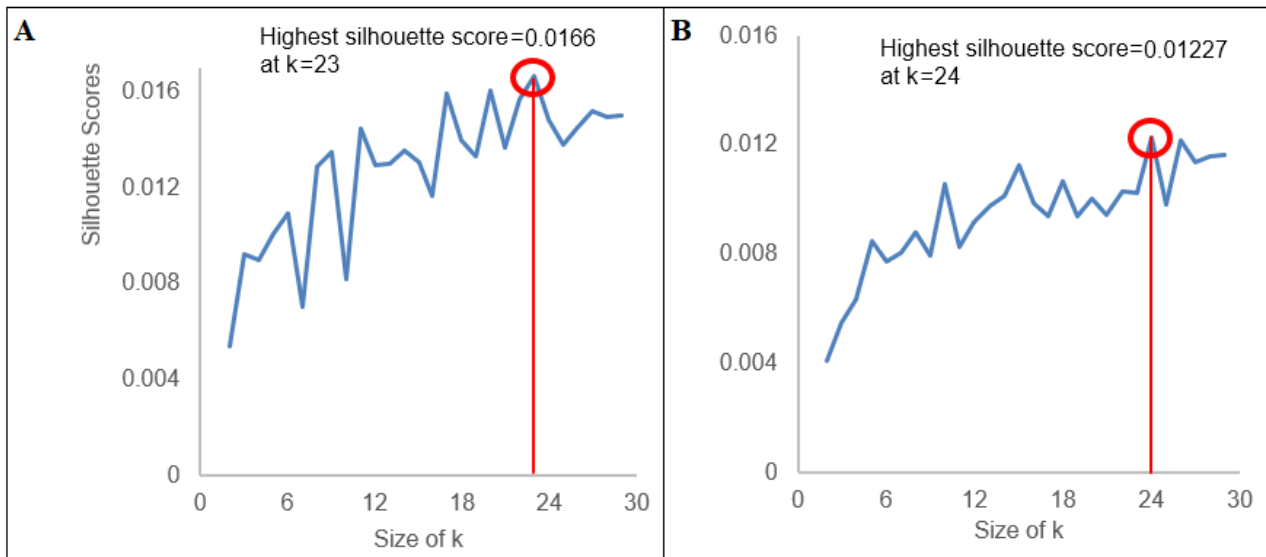 A
Highest silhouette score=0.0166
at k=23
Silhouette Scores
0.016
0.012
0.008
0.004
0
0 6 12 18 24 30
Size of k
B
Highest silhouette score=0.01227
at k=24
0.016
0.012
0.008
0.004
0
0 6 12 18 24 30
Size of k